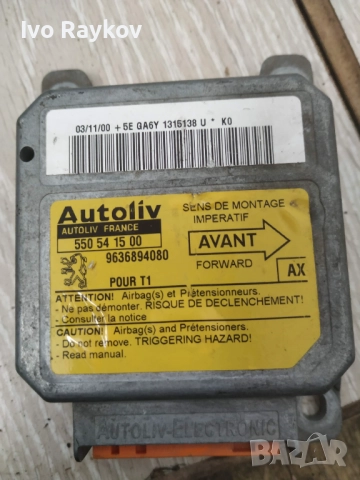 Ivo Raykov
03/11/00 + 5E GA6Y 1315138 U * K0
Autoliv
AUTOLIV FRANCE
550 54 15 00
9636894080
POUR T1
SENS DE MONTAGE
IMPERATIF
AVANT
FORWARD
AX
ATTENTION! Airbag(s) et Prétensionneurs.
- Ne pas démonter. RISQUE DE DECLENCHEMENT!
- Consulter la notice
CAUTION! Airbag(s) and Prétensioners.
- Do not remove. TRIGGERING HAZARD!
- Read manual.
AUTOLIV-ELECTRONIC
BAZAR